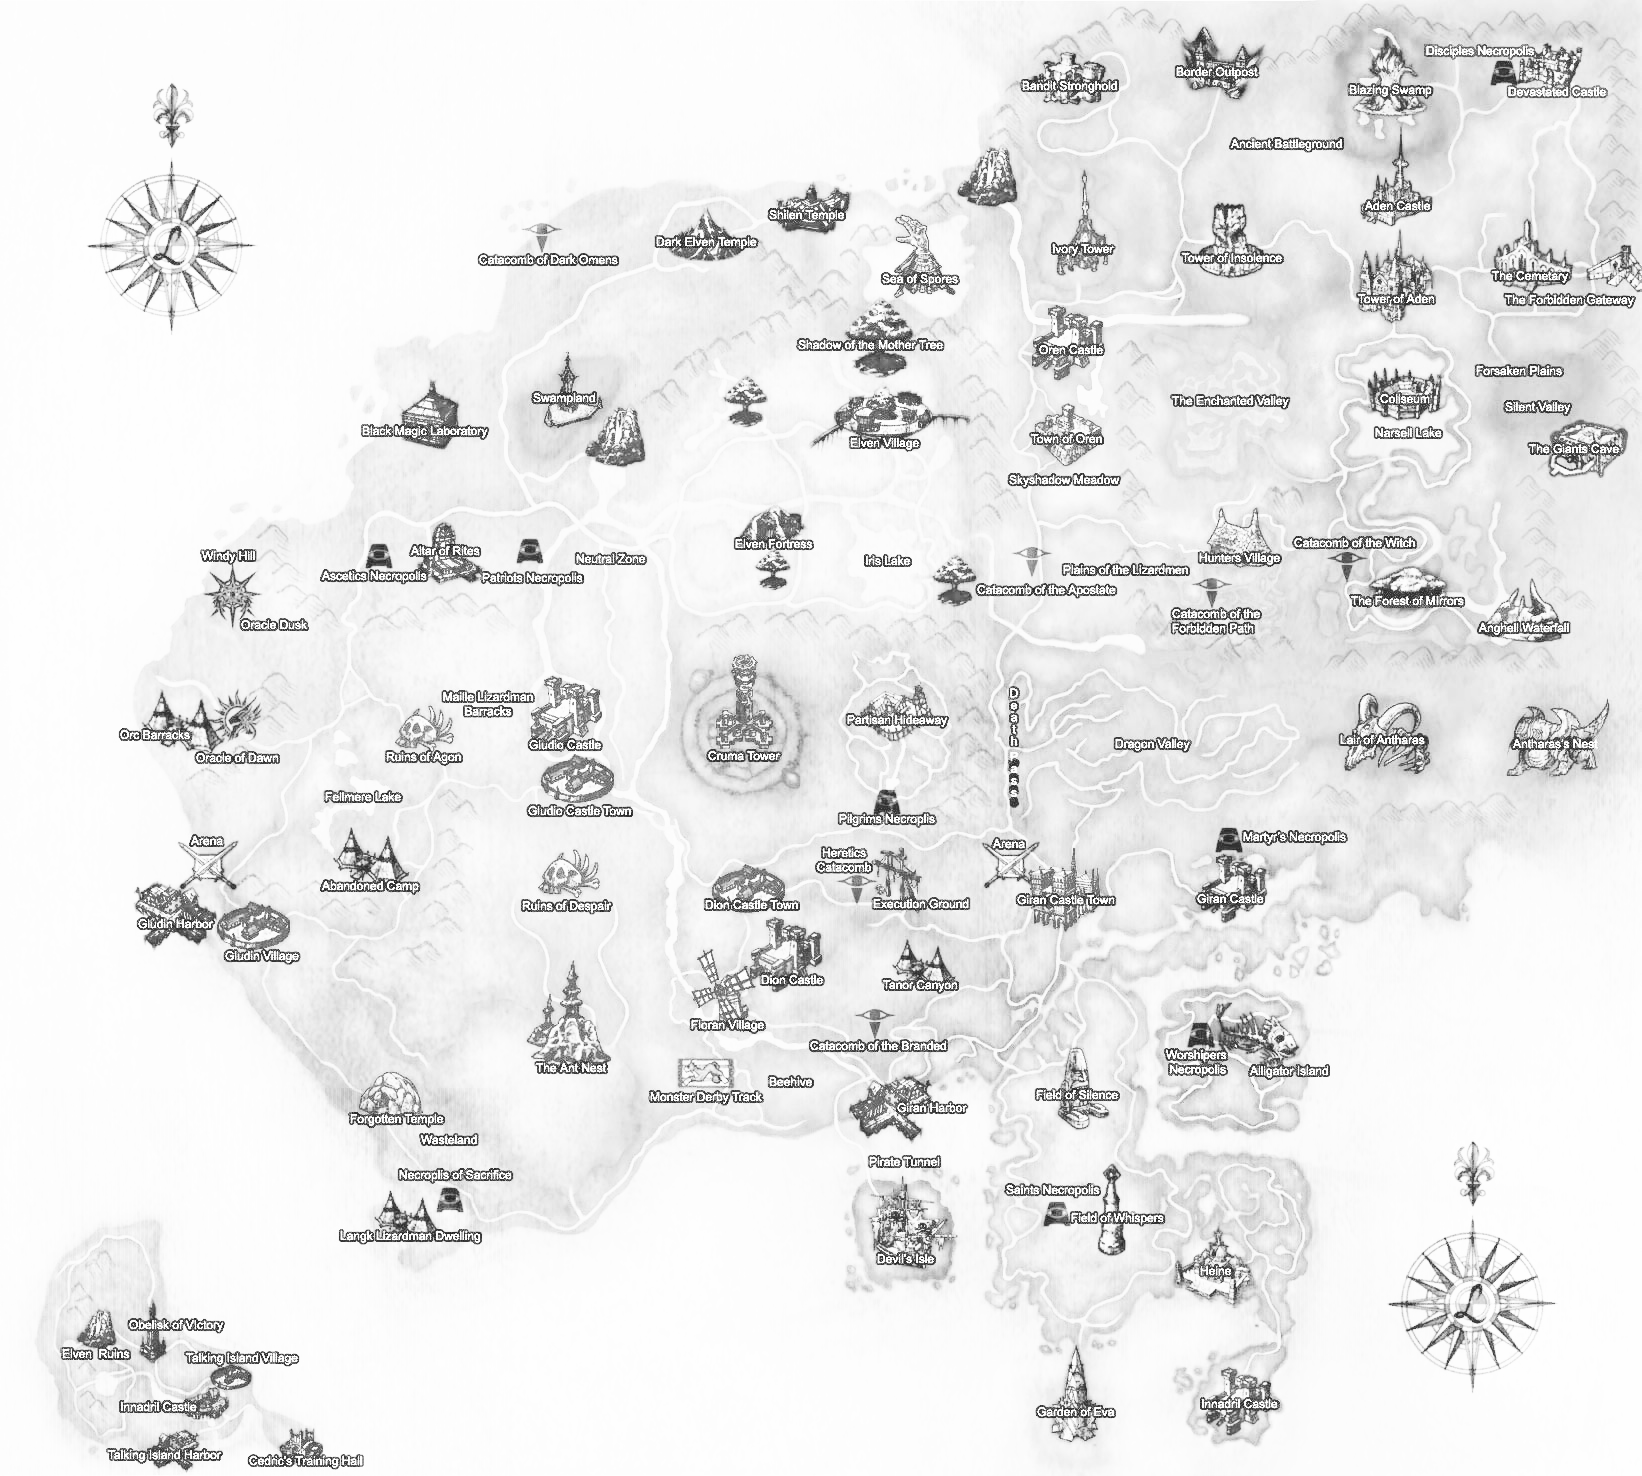 Disciples Necropolis
Bandit Stronghold
Border Outpost
Blazing Swamp
Devastated Castle
Ancient Battleground
Aden Castle
Shilen Temple
Dark Elven Temple
Catacomb of Dark Omens
Ivory Tower
Tower of Insolence
Sea of Spores
The Cemetary
Tower of Aden
The Forbidden Gateway
Shadow of the Mother Tree
Oren Castle
Forsaken Plains
Swampland
The Enchanted Valley
Coliseum
Silent Valley
Black Magic Laboratory
Elven Village
Town of Oren
Narsell Lake
The Giants Cave
Skyshadow Meadow
Windy Hill
Altar of Rites
Elven Fortress
Catacomb of the Witch
Neutral Zone
Iris Lake
Hunters Village
Ascetics Necropolis
Patriots Necropolis
Plains of the Lizardmen
Catacomb of the Apostate
The Forest of Mirrors
Catacomb of the
Forbidden Path
Oracle Dusk
Anghell Waterfall
Maille Lizardman
Barracks
Death Pass
Orc Barracks
Partisan Hideaway
Gludio Castle
Dragon Valley
Lair of Antharas
Antharas's Nest
Oracle of Dawn
Ruins of Agon
Cruma Tower
Fellmere Lake
Gludio Castle Town
Pilgrims Necroplis
Arena
Arena
Martyr's Necropolis
Heretics
Catacomb
Abandoned Camp
Ruins of Despair
Dion Castle Town
Execution Ground
Giran Castle Town
Giran Castle
Gludin Harbor
Gludin Village
Dion Castle
Tanor Canyon
Floran Village
Catacomb of the Branded
Worshipers
Necropolis
Alligator Island
The Ant Nest
Beehive
Monster Derby Track
Field of Silence
Giran Harbor
Forgotten Temple
Wasteland
Pirate Tunnel
Necroplis of Sacrifice
Saints Necropolis
Field of Whispers
Langk Lizardman Dwelling
Devil's Isle
Heine
Obelisk of Victory
Elven Ruins
Talking Island Village
Innadril Castle
Innadril Castle
Garden of Eva
Talking Island Harbor
Cedric's Training Hall